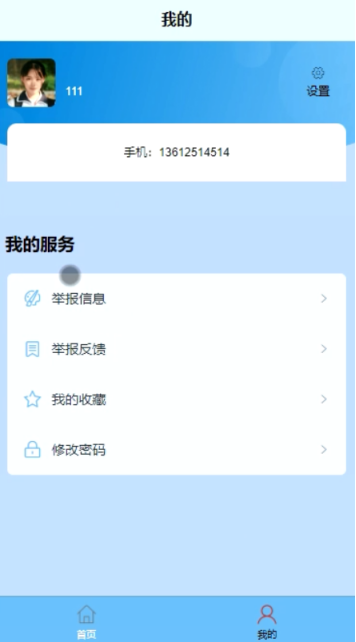 我的
111
设置
手机：13612514514
我的服务
举报信息
举报反馈
我的收藏
修改密码
首页
我的